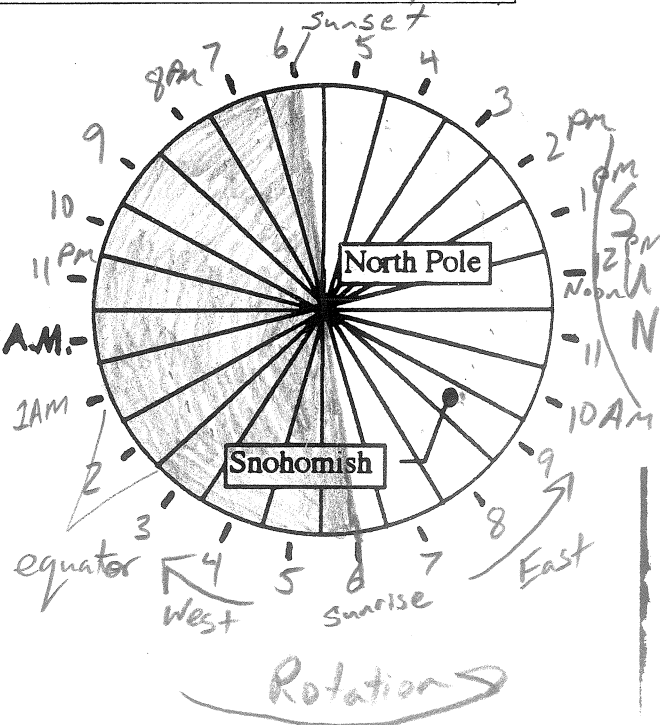 sunset
6
5
7
4
8AM
3
9
2 PM
10
1 PM
11 PM
12 PM
Noon
SUN
North Pole
A.M.
11
1AM
10 AM
Snohomish
9
2
8
3
7
4
5
6
equator
East
West
sunrise
Rotation